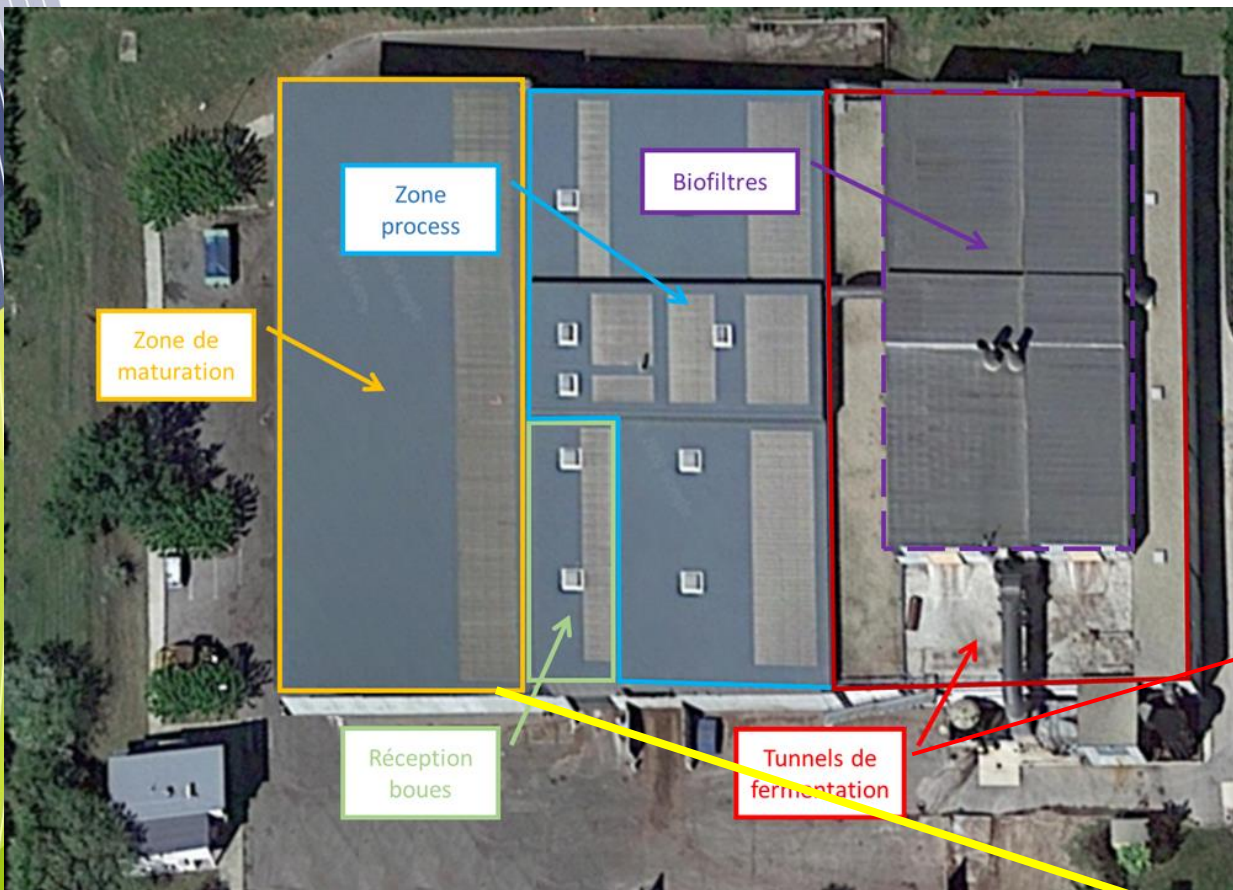 Zone
process
Biofiltres
Zone de
maturation
Réception
boues
Tunnels de
fermentation